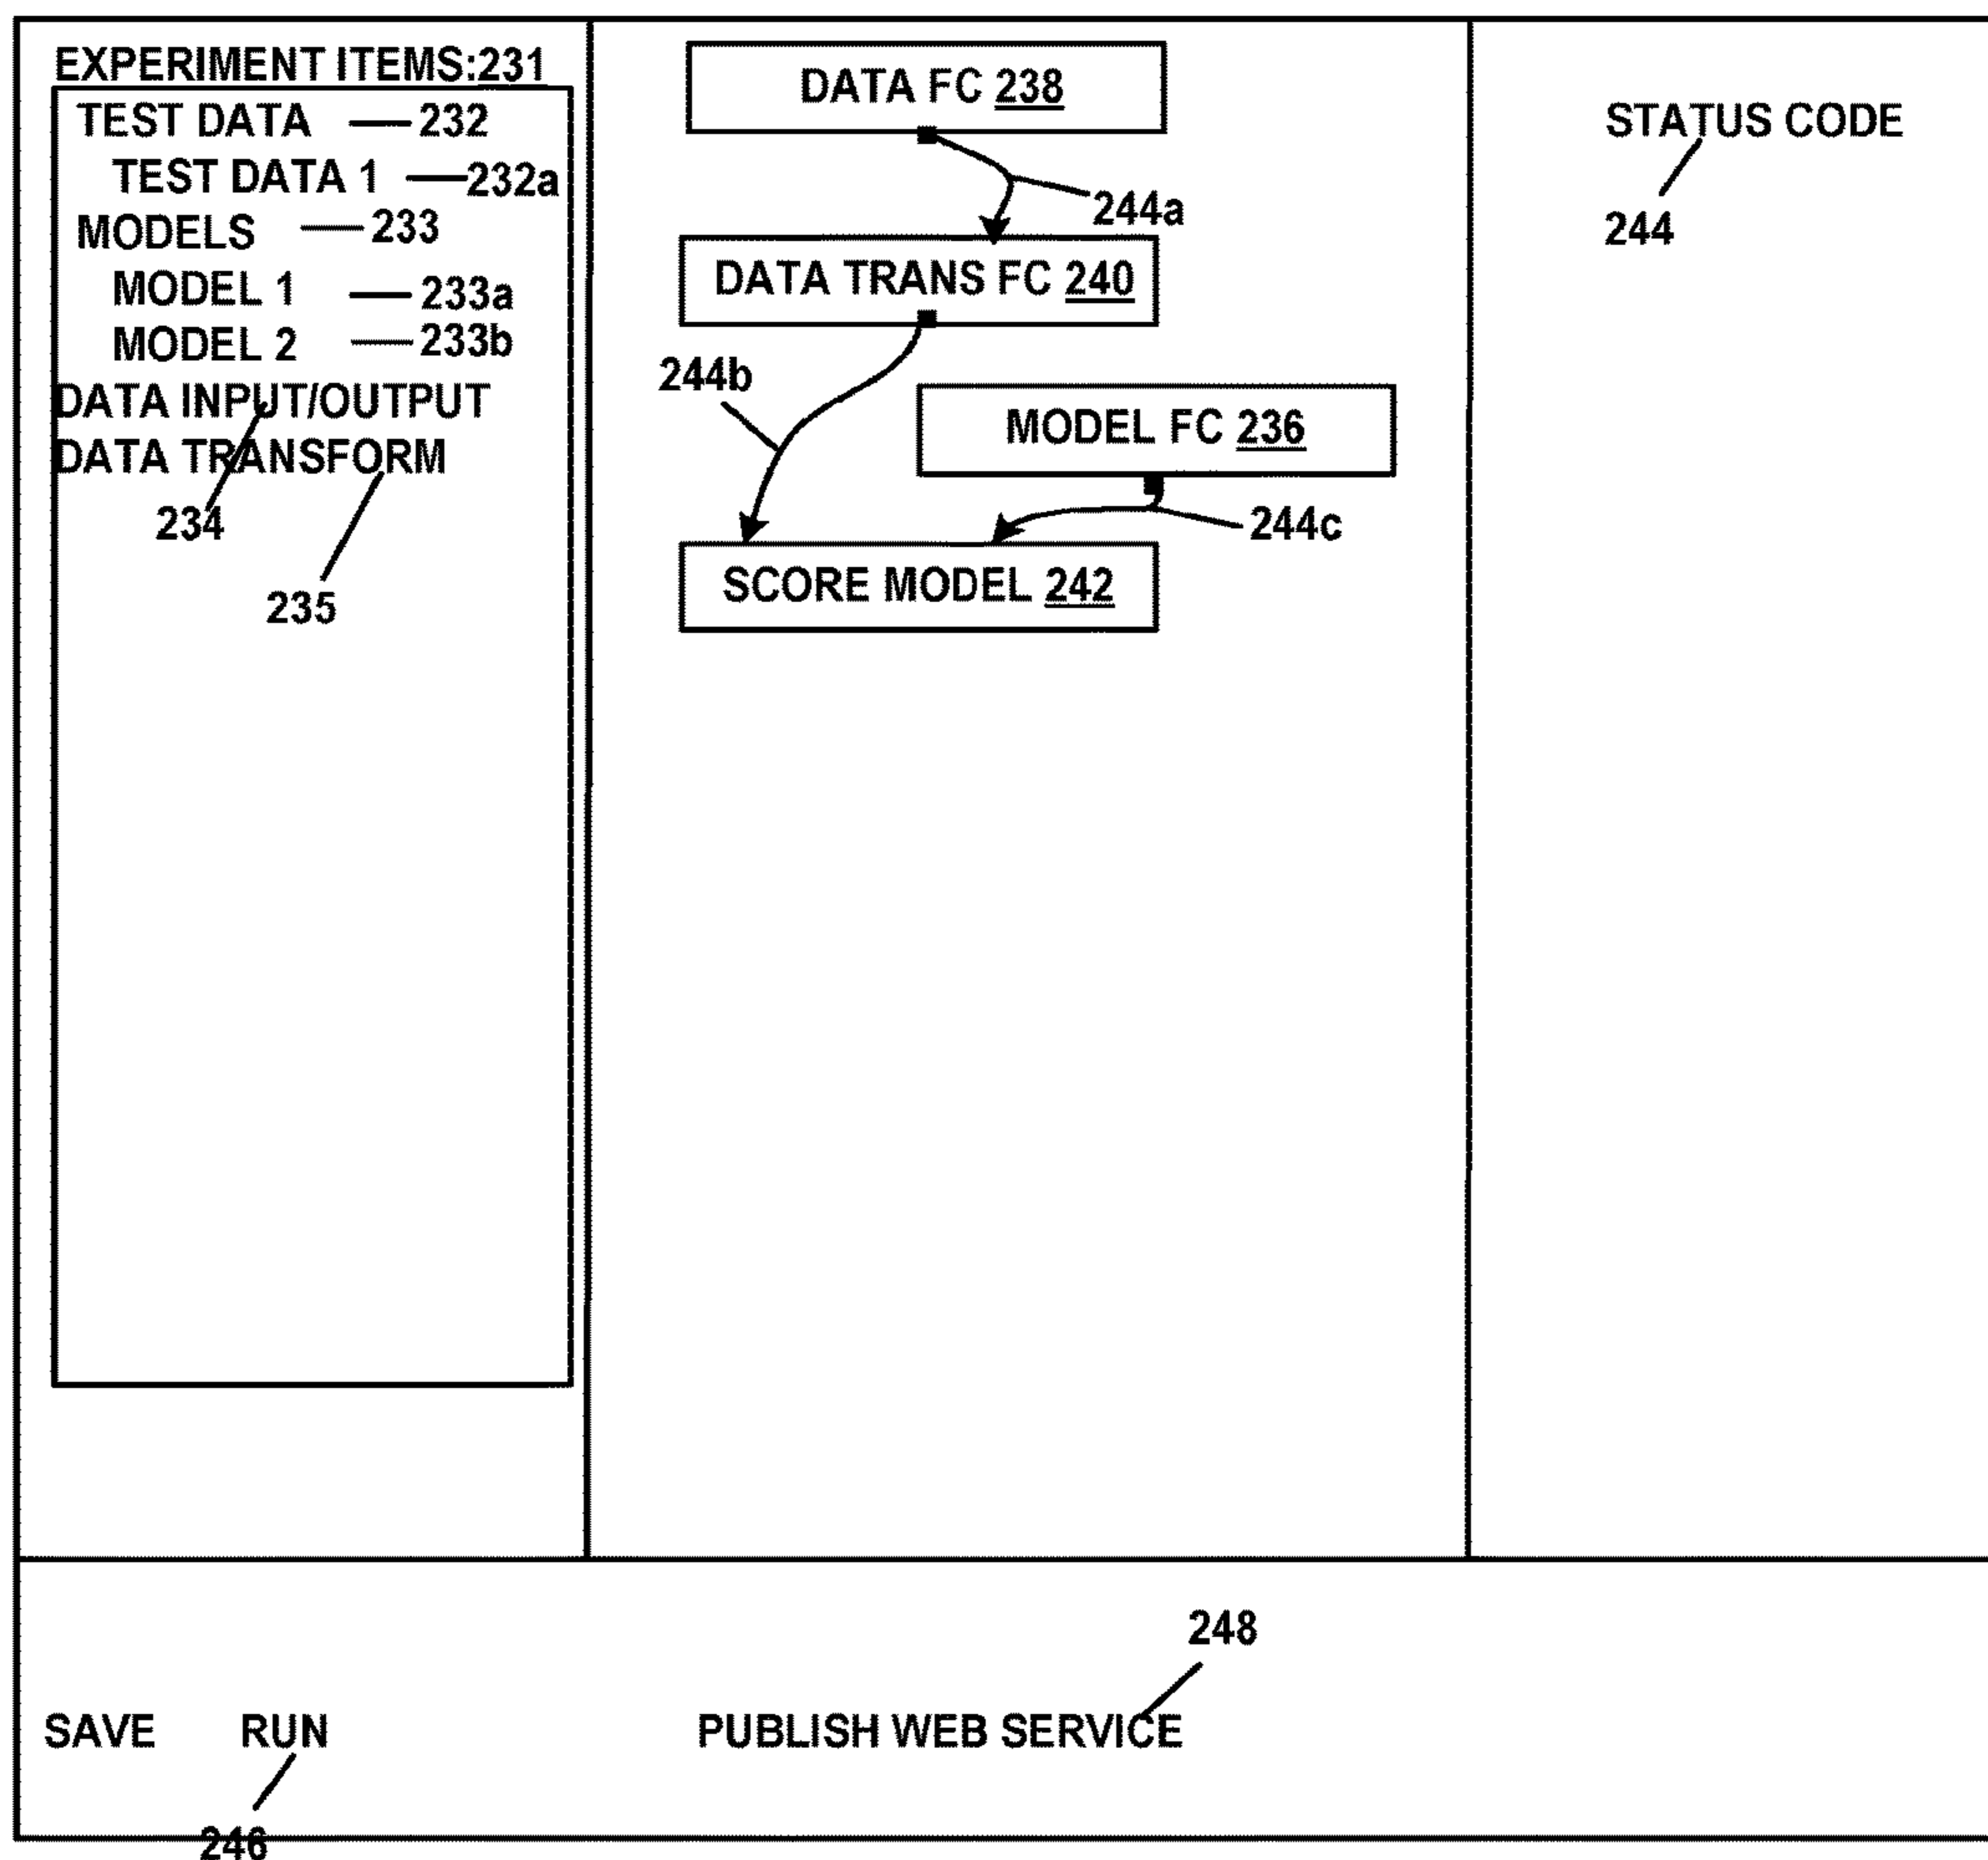 EXPERIMENT ITEMS:231
TEST DATA 232
TEST DATA 1 232a
MODELS 233
MODEL 1 233a
MODEL 2 233b
DATA INPUT/OUTPUT
DATA TRANSFORM
234
235
DATA FC 238
244a
DATA TRANS FC 240
244b
MODEL FC 236
244c
SCORE MODEL 242
STATUS CODE
244
248
SAVE RUN PUBLISH WEB SERVICE
246